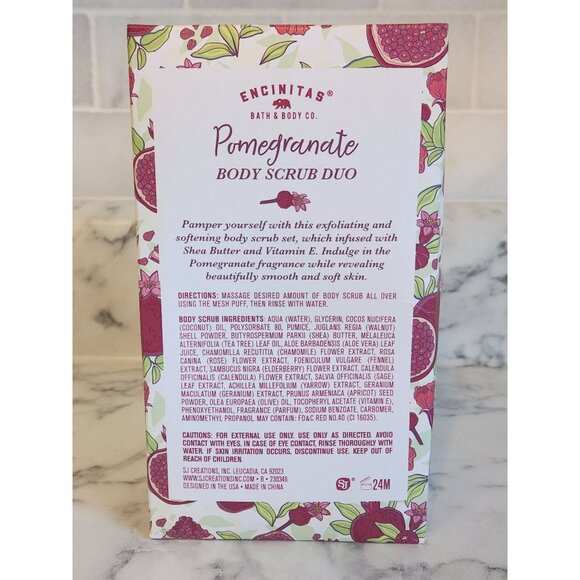 ENCINITAS®
BATH & BODY CO.
Pomegranate
BODY SCRUB DUO
Pamper yourself with this exfoliating and
softening body scrub set, which infused with
Shea Butter and Vitamin E. Indulge in the
Pomegranate fragrance while revealing
beautifully smooth and soft skin.
DIRECTIONS: MASSAGE DESIRED AMOUNT OF BODY SCRUB ALL OVER
USING THE MESH PUFF, THEN RINSE WITH WATER.
BODY SCRUB INGREDIENTS: AQUA (WATER), GLYCERIN, COCOS NUCIFERA
(COCONUT) OIL, POLYSORBATE 80, PUMICE, JUGLANS REGIA (WALNUT)
SHELL POWDER, BUTYROSPERMUM PARKII (SHEA) BUTTER, MELALEUCA
ALTERNIFOLIA (TEA TREE) LEAF OIL, ALOE BARBADENSIS (ALOE VERA) LEAF
JUICE, CHAMOMILLA RECUTITA (CHAMOMILE) FLOWER EXTRACT, ROSA
CANINA (ROSE) FLOWER EXTRACT, FOENICULUM VULGARE (FENNEL)
EXTRACT, SAMBUCUS NIGRA (ELDERBERRY) FLOWER EXTRACT, CALENDULA
OFFICINALIS (CALENDULA) FLOWER EXTRACT, SALVIA OFFICINALIS (SAGE)
LEAF EXTRACT, ACHILLEA MILLEFOLIUM (YARROW) EXTRACT, GERANIUM
MACULATUM (GERANIUM) EXTRACT, PRUNUS ARMENIACA (APRICOT) SEED
POWDER, OLEA EUROPAEA (OLIVE) OIL, TOCOPHERYL ACETATE (VITAMIN E),
PHENOXYETHANOL, FRAGRANCE (PARFUM), SODIUM BENZOATE, CARBOMER,
AMINOMETHYL PROPANOL. MAY CONTAIN: FD&C RED NO.40 (CI 16035).
CAUTIONS: FOR EXTERNAL USE ONLY. USE ONLY AS DIRECTED. AVOID
CONTACT WITH EYES. IN CASE OF EYE CONTACT, RINSE THOROUGHLY WITH
WATER. IF SKIN IRRITATION OCCURS, DISCONTINUE USE. KEEP OUT OF
REACH OF CHILDREN.
SJ CREATIONS, INC. LEUCADIA, CA 92023
WWW.SJCREATIONSINC.COM • B • 230346
DESIGNED IN THE USA • MADE IN CHINA
SJ® 24M